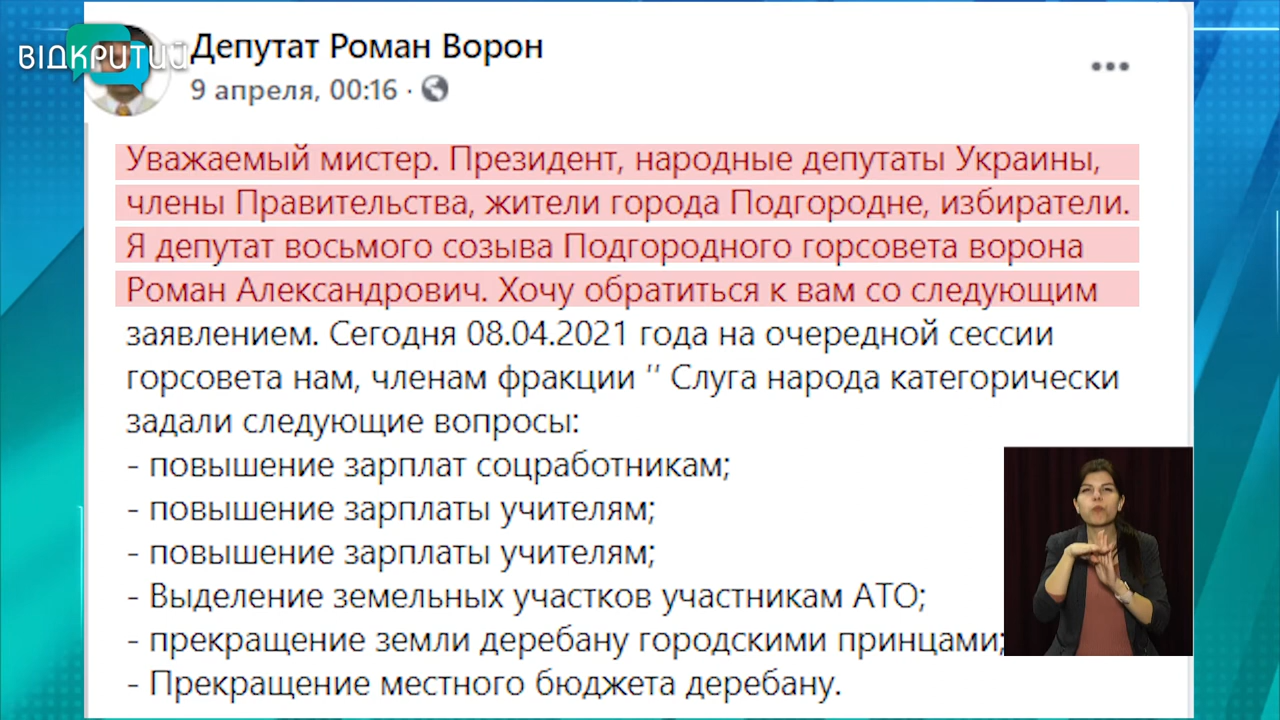 ВІДКРИТИЙ
Депутат Роман Ворон
9 апреля, 00:16 ·
Уважаемый мистер. Президент, народные депутаты Украины,
члены Правительства, жители города Подгородне, избиратели.
Я депутат восьмого созыва Подгородного горсовета ворона
Роман Александрович. Хочу обратиться к вам со следующим
заявлением. Сегодня 08.04.2021 года на очередной сессии
горсовета нам, членам фракции '' Слуга народа категорически
задали следующие вопросы:
- повышение зарплат соцработникам;
- повышение зарплаты учителям;
- повышение зарплаты учителям;
- Выделение земельных участков участникам АТО;
- прекращение земли деребану городскими принцами;
- Прекращение местного бюджета деребану.